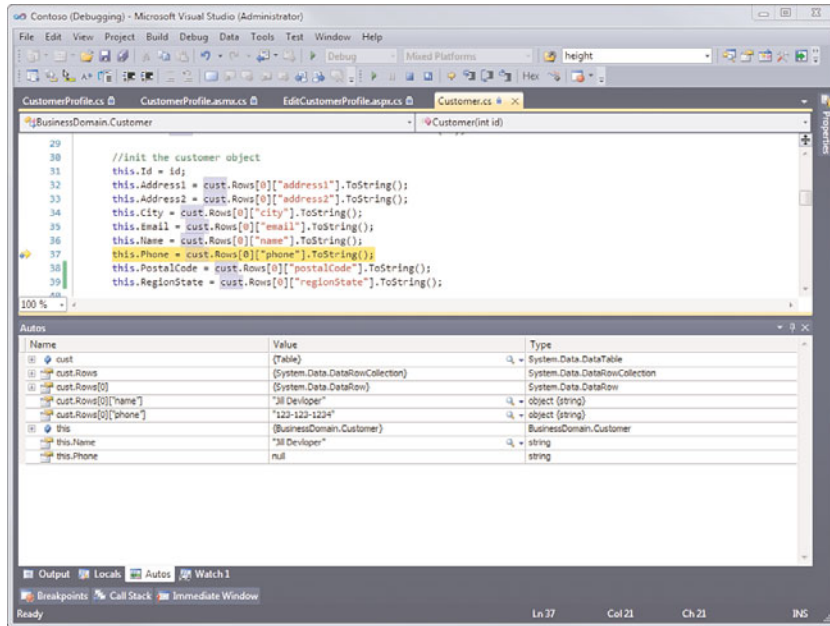 Contoso (Debugging) - Microsoft Visual Studio (Administrator)
File Edit View Project Build Debug Data Tools Test Window Help
Debug Mixed Platforms height
Hex
CustomerProfile.cs CustomerProfile.asmx.cs EditCustomerProfile.aspx.cs Customer.cs
BusinessDomain.Customer Customer(int id)
Properties
29
30 //init the customer object
31 this.Id = id;
32 this.Address1 = cust.Rows[0]["address1"].ToString();
33 this.Address2 = cust.Rows[0]["address2"].ToString();
34 this.City = cust.Rows[0]["city"].ToString();
35 this.Email = cust.Rows[0]["email"].ToString();
36 this.Name = cust.Rows[0]["name"].ToString();
37 this.Phone = cust.Rows[0]["phone"].ToString();
38 this.PostalCode = cust.Rows[0]["postalCode"].ToString();
39 this.RegionState = cust.Rows[0]["regionState"].ToString();
100 %
Autos
Name Value Type
cust {Table} System.Data.DataTable
cust.Rows {System.Data.DataRowCollection} System.Data.DataRowCollection
cust.Rows[0] {System.Data.DataRow} System.Data.DataRow
cust.Rows[0]["name"] "Jill Devloper" object {string}
cust.Rows[0]["phone"] "123-123-1234" object {string}
this {BusinessDomain.Customer} BusinessDomain.Customer
this.Name "Jill Devloper" string
this.Phone null string
Output Locals Autos Watch 1
Breakpoints Call Stack Immediate Window
Ready Ln 37 Col 21 Ch 21 INS